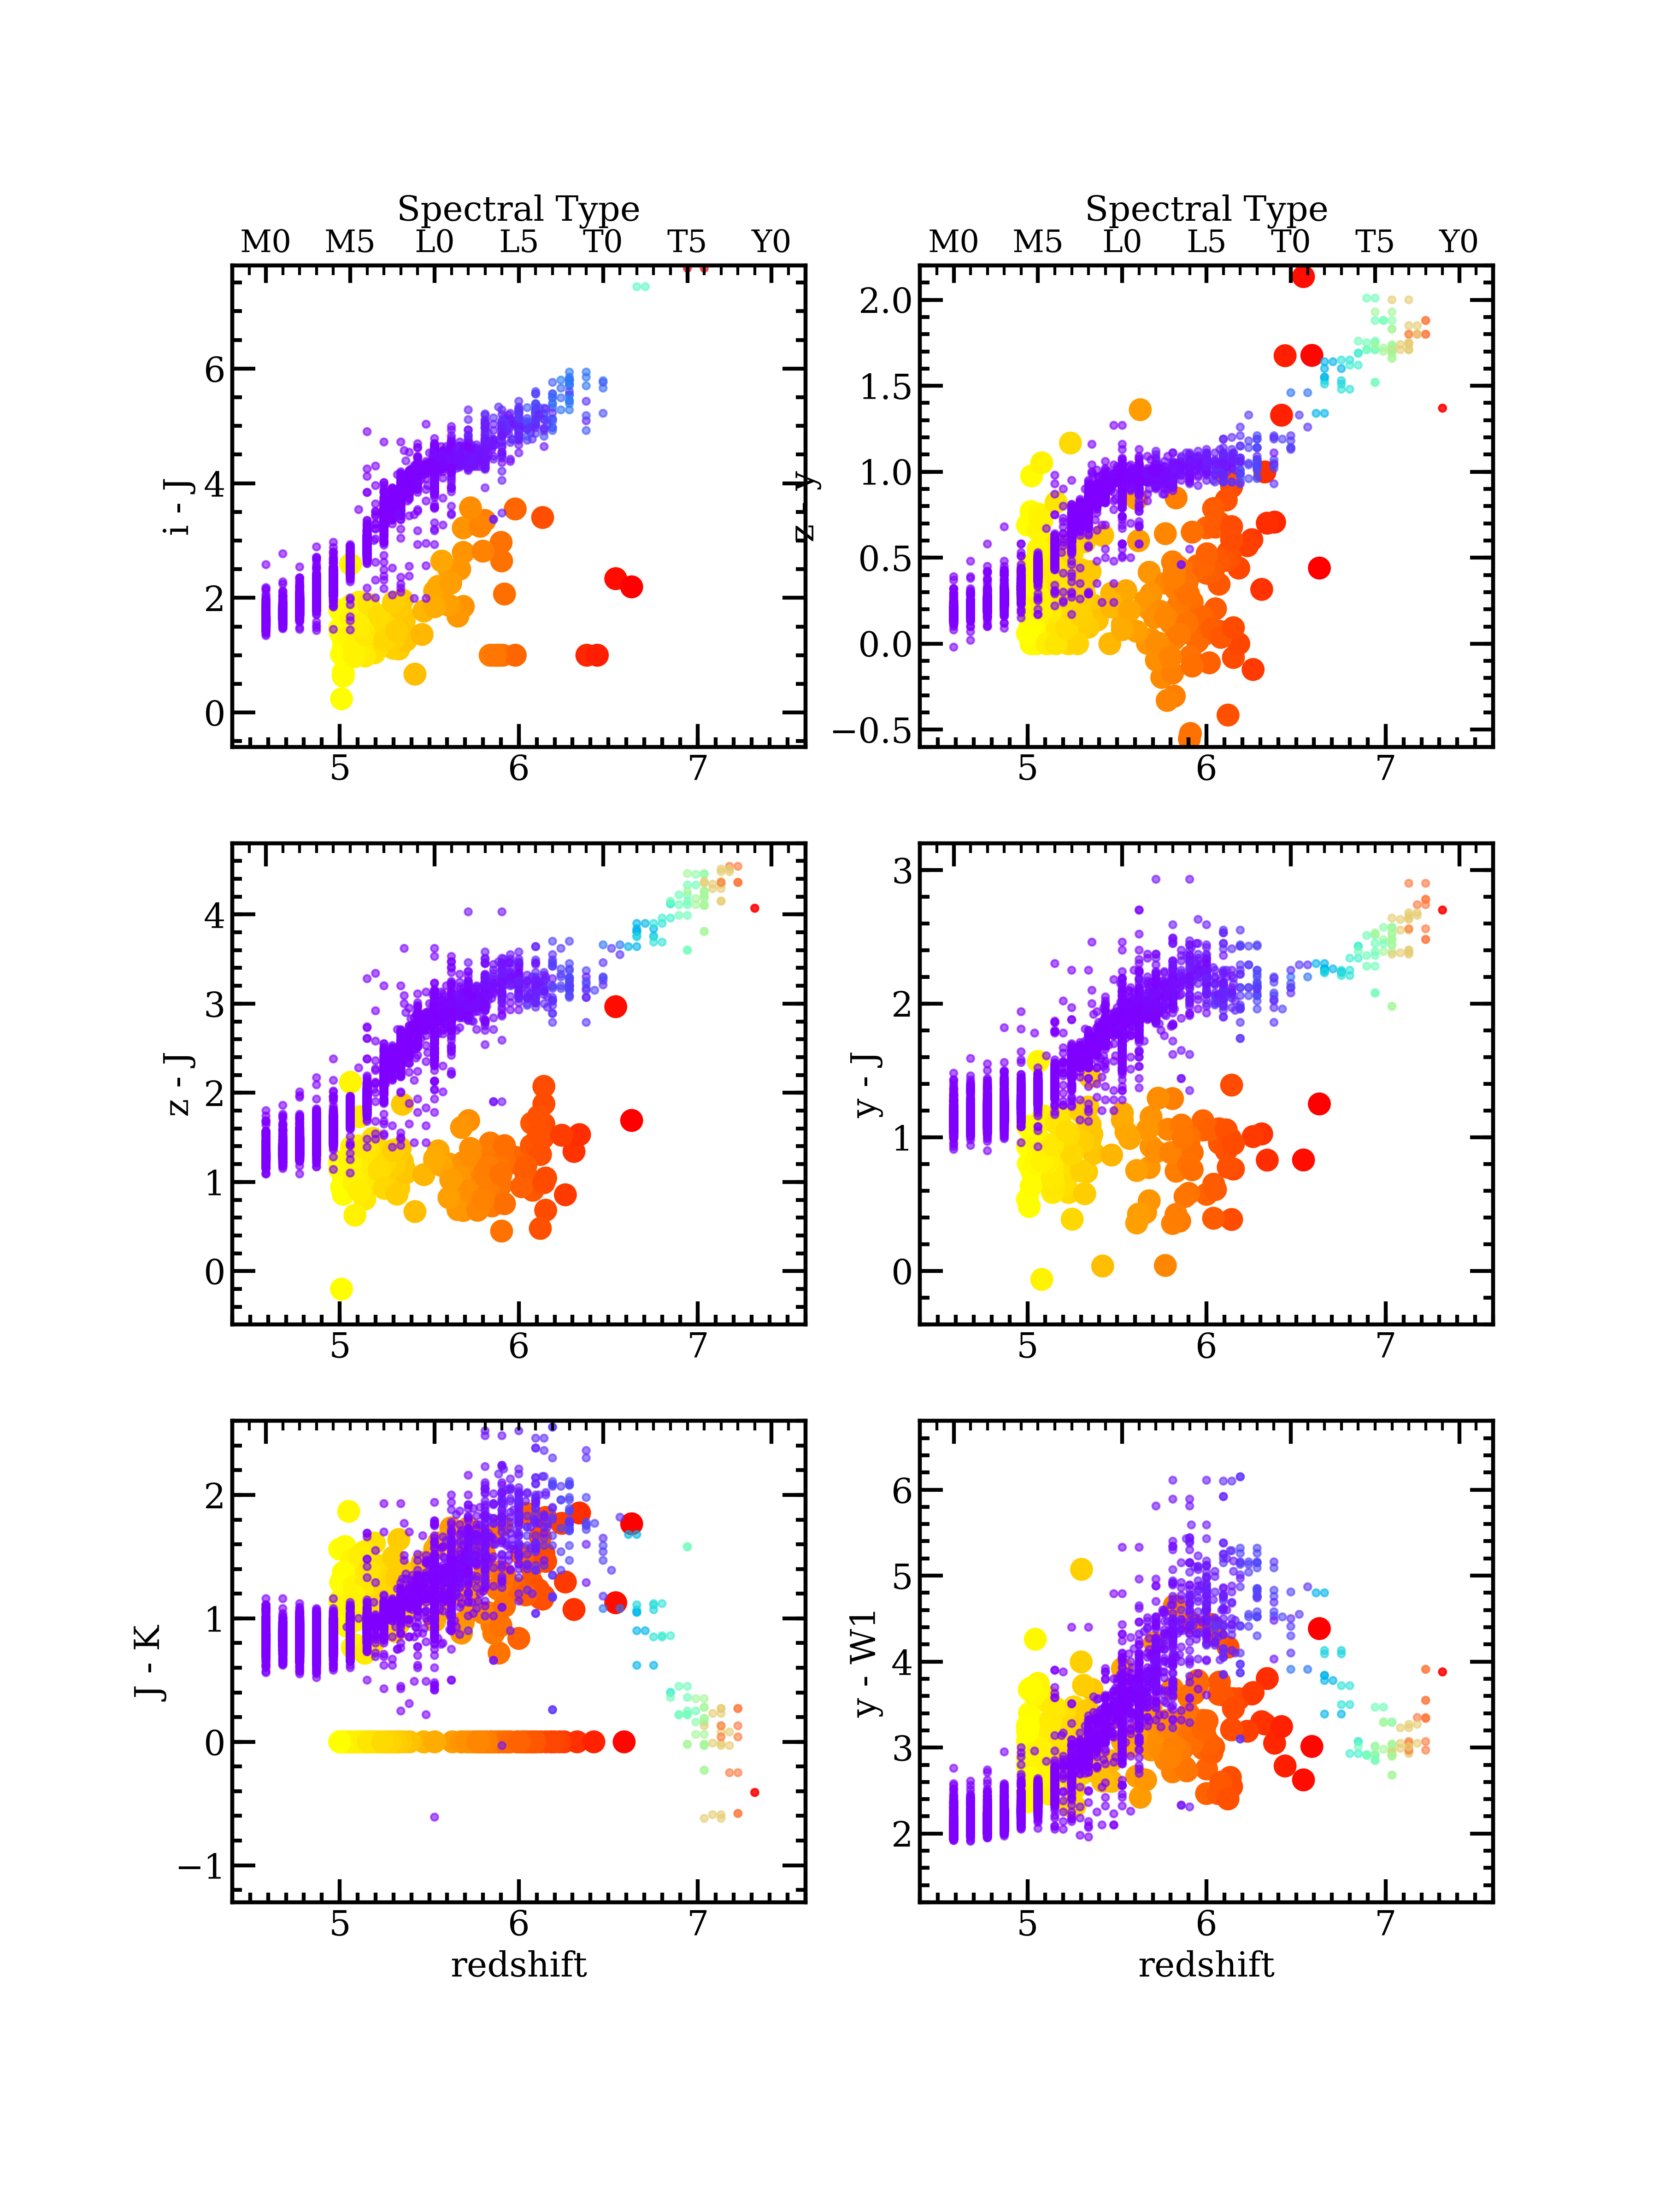 Spectral Type
M0 M5 L0 L5 T0 T5 Y0
6
4
2
0
i - J
5 6 7
Spectral Type
M0 M5 L0 L5 T0 T5 Y0
2.0
1.5
1.0
0.5
0.0
−0.5
z - y
5 6 7
4
3
2
1
0
z - J
5 6 7
3
2
1
0
y - J
5 6 7
2
1
0
−1
J - K
5 6 7
redshift
6
5
4
3
2
y - W1
5 6 7
redshift